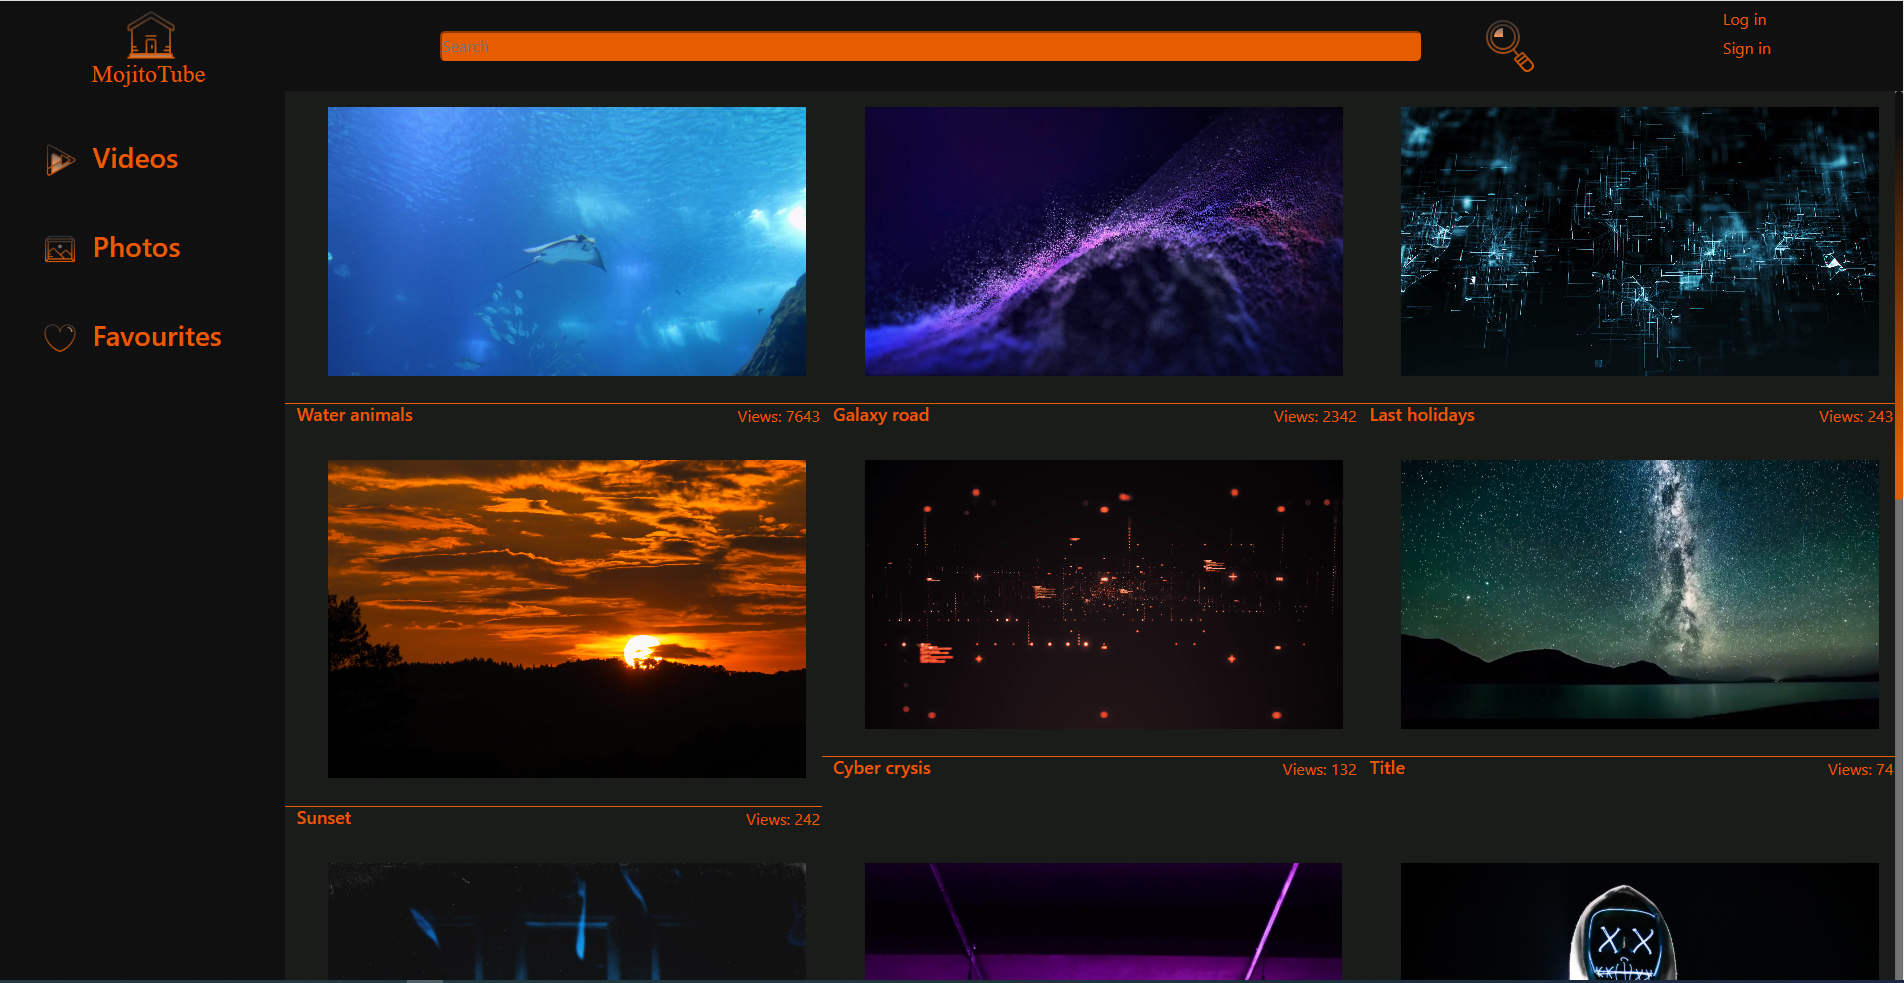 MojitoTube
Search
Log in
Sign in
Videos
Photos
Favourites
Water animals
Views: 7643
Galaxy road
Views: 2342
Last holidays
Views: 243
Cyber crysis
Views: 132
Title
Views: 74
Sunset
Views: 242